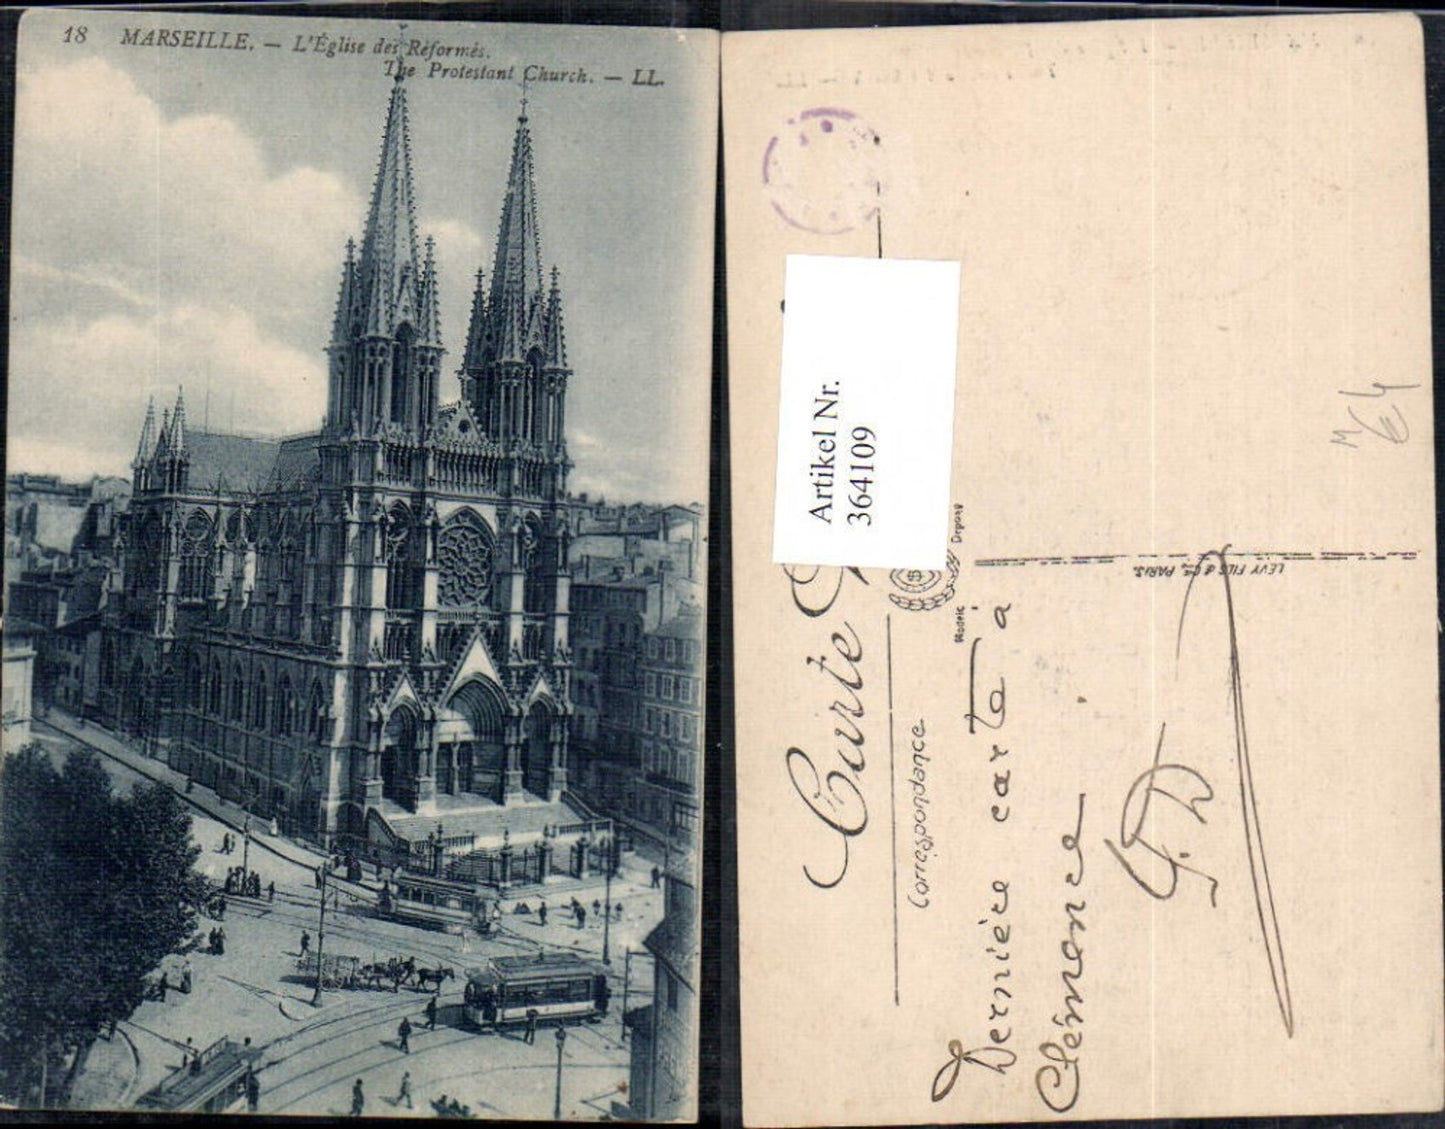 18 MARSEILLE. — L'Église des Réformés.
The Protestant Church. — LL.
Artikel Nr.
364109
Carte
Correspondance
Modèle Déposé
LEVY FILS & Cie, PARIS.
Dernière carte a
Clémence